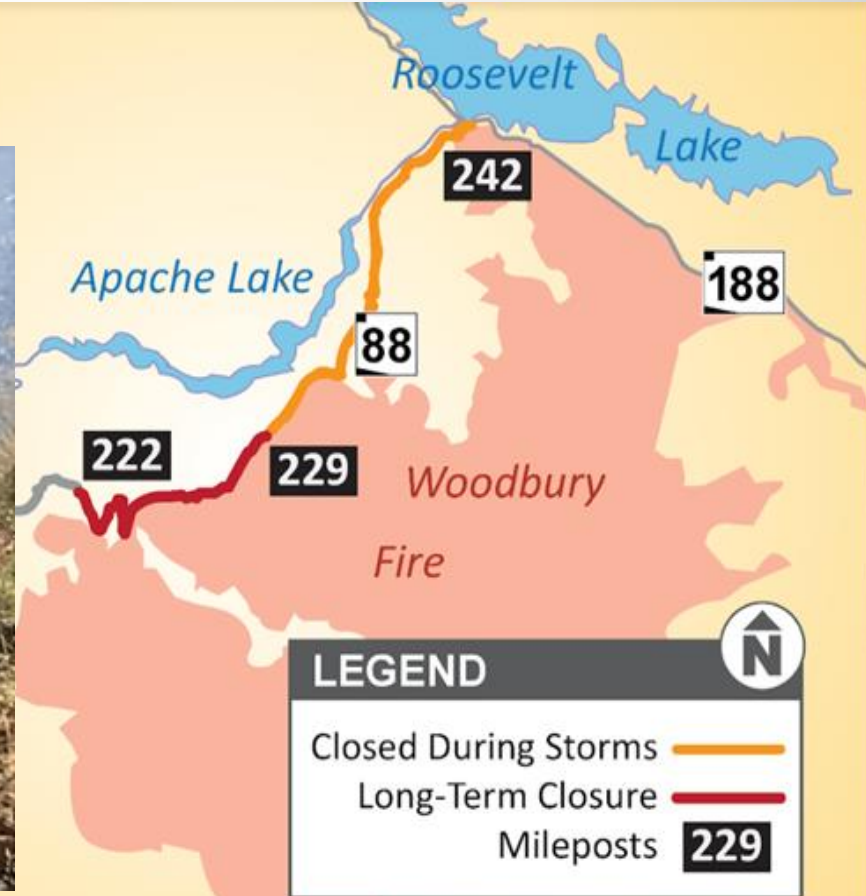 Roosevelt
Lake
242
Apache Lake
188
88
222
229
Woodbury
Fire
N
LEGEND
Closed During Storms
Long-Term Closure
Mileposts 229